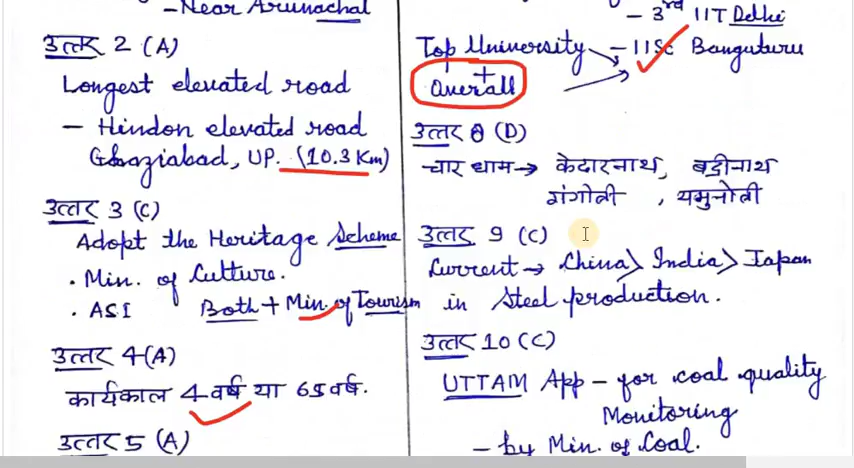 - Near Arunachal
उत्तर 2 (A)
Longest elevated road
- Hindon elevated road
Ghaziabad, UP. (10.3 Km)
उत्तर 3 (C)
Adopt the Heritage Scheme
• Min. of Culture.
• ASI Both + Min. of Tourism
उत्तर 4 (A)
कार्यकाल 4 वर्ष या 65 वर्ष.
उत्तर 5 (A)
- 3rd IIT Delhi
Top University - IISc Banguturu
+
Overall
उत्तर 8 (D)
चार धाम → केदारनाथ, बद्रीनाथ
गंगोत्री, यमुनोत्री
उत्तर 9 (C)
Current → China > India > Japan
in Steel production.
उत्तर 10 (C)
UTTAM App - for coal quality
Monitoring
- by Min. of Coal.